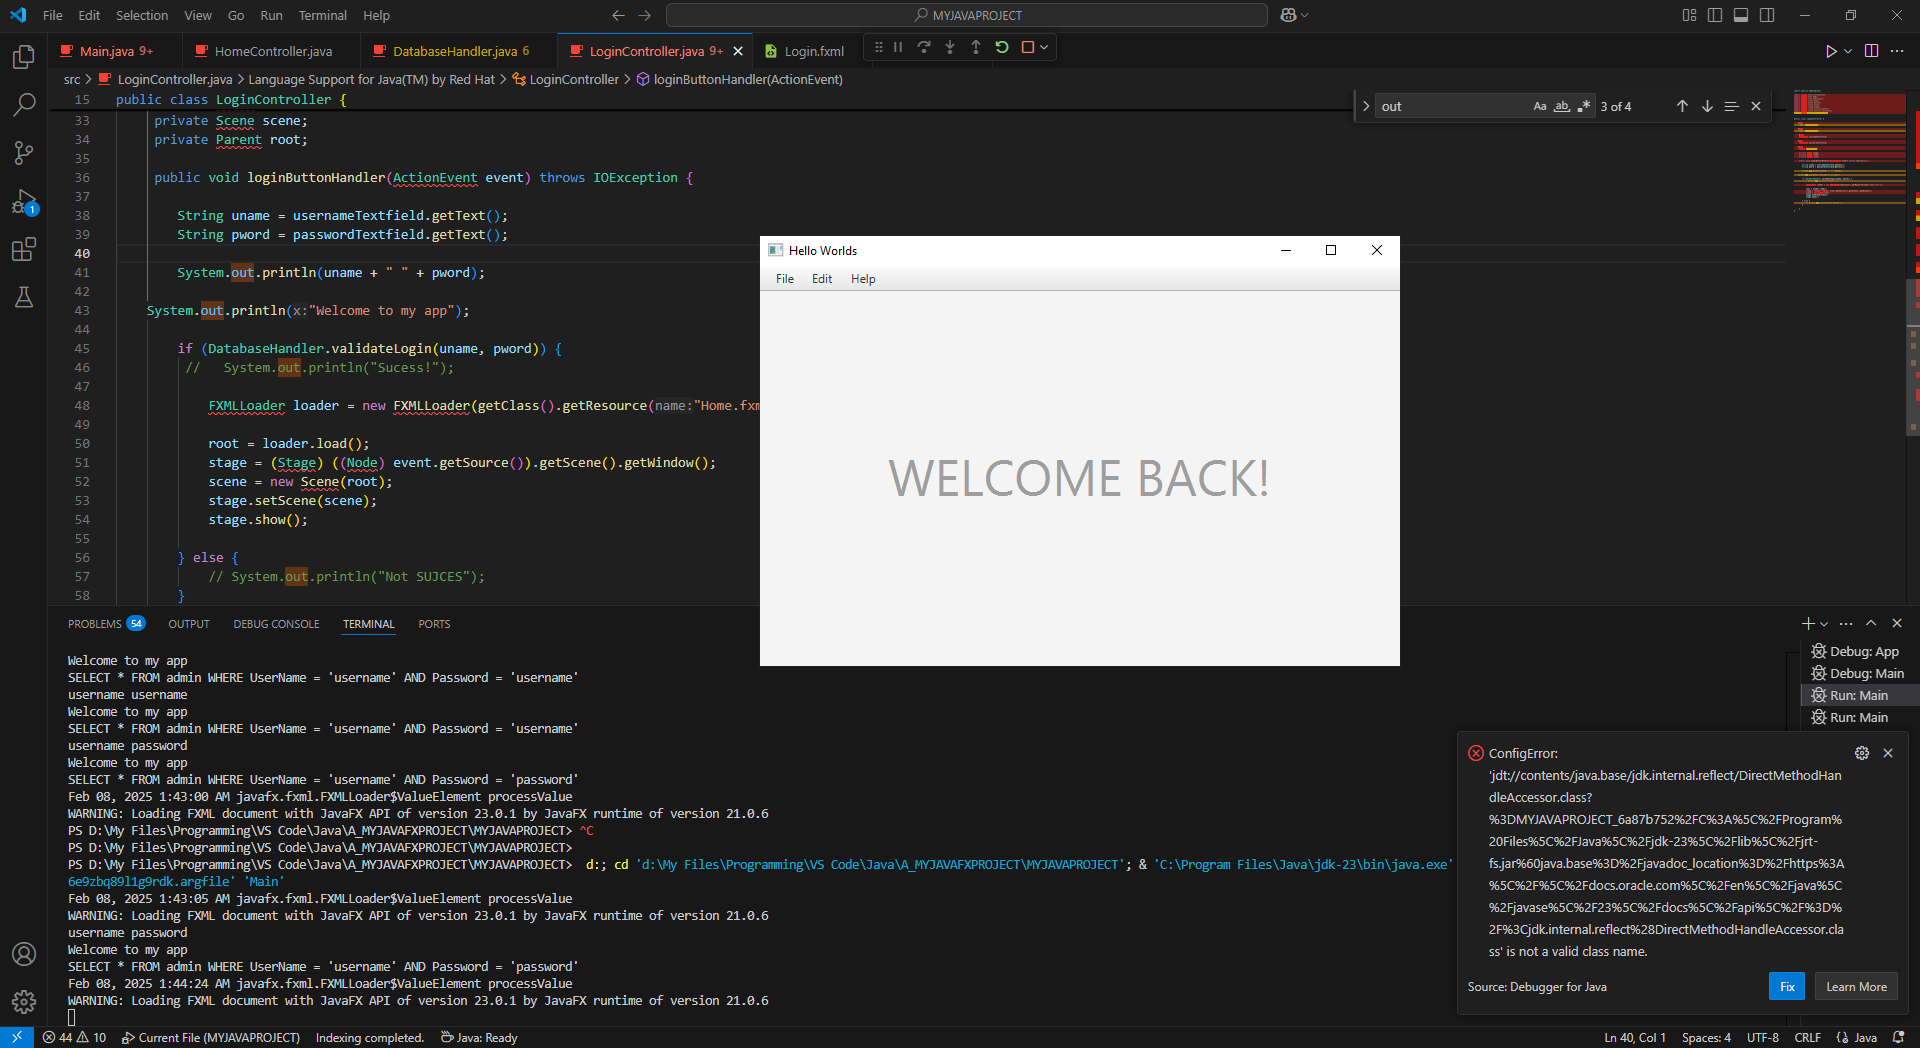 File Edit Selection View Go Run Terminal Help
MYJAVAPROJECT
Main.java 9+
HomeController.java
DatabaseHandler.java 6
LoginController.java 9+
Login.fxml
src > LoginController.java > Language Support for Java(TM) by Red Hat > LoginController > loginButtonHandler(ActionEvent)
out
Aa ab .*
3 of 4
15 public class LoginController {
33 private Scene scene;
34 private Parent root;
35
36 public void loginButtonHandler(ActionEvent event) throws IOException {
37
38 String uname = usernameTextfield.getText();
39 String pword = passwordTextfield.getText();
40
41 System.out.println(uname + " " + pword);
42
43 System.out.println(x:"Welcome to my app");
44
45 if (DatabaseHandler.validateLogin(uname, pword)) {
46 // System.out.println("Sucess!");
47
48 FXMLLoader loader = new FXMLLoader(getClass().getResource(name:"Home.fxm
49
50 root = loader.load();
51 stage = (Stage) ((Node) event.getSource()).getScene().getWindow();
52 scene = new Scene(root);
53 stage.setScene(scene);
54 stage.show();
55
56 } else {
57 // System.out.println("Not SUJCES");
58 }
Hello Worlds
File Edit Help
WELCOME BACK!
PROBLEMS 54 OUTPUT DEBUG CONSOLE TERMINAL PORTS
Welcome to my app
SELECT * FROM admin WHERE UserName = 'username' AND Password = 'username'
username username
Welcome to my app
SELECT * FROM admin WHERE UserName = 'username' AND Password = 'username'
username password
Welcome to my app
SELECT * FROM admin WHERE UserName = 'username' AND Password = 'password'
Feb 08, 2025 1:43:00 AM javafx.fxml.FXMLLoader$ValueElement processValue
WARNING: Loading FXML document with JavaFX API of version 23.0.1 by JavaFX runtime of version 21.0.6
PS D:\My Files\Programming\VS Code\Java\A_MYJAVAFXPROJECT\MYJAVAPROJECT> ^C
PS D:\My Files\Programming\VS Code\Java\A_MYJAVAFXPROJECT\MYJAVAPROJECT>
PS D:\My Files\Programming\VS Code\Java\A_MYJAVAFXPROJECT\MYJAVAPROJECT> d:; cd 'd:\My Files\Programming\VS Code\Java\A_MYJAVAFXPROJECT\MYJAVAPROJECT'; & 'C:\Program Files\Java\jdk-23\bin\java.exe'
6e9zbq89l1g9rdk.argfile' 'Main'
Feb 08, 2025 1:43:05 AM javafx.fxml.FXMLLoader$ValueElement processValue
WARNING: Loading FXML document with JavaFX API of version 23.0.1 by JavaFX runtime of version 21.0.6
username password
Welcome to my app
SELECT * FROM admin WHERE UserName = 'username' AND Password = 'password'
Feb 08, 2025 1:44:24 AM javafx.fxml.FXMLLoader$ValueElement processValue
WARNING: Loading FXML document with JavaFX API of version 23.0.1 by JavaFX runtime of version 21.0.6
Debug: App
Debug: Main
Run: Main
Run: Main
ConfigError:
'jdt://contents/java.base/jdk.internal.reflect/DirectMethodHan
dleAccessor.class?
%3DMYJAVAPROJECT_6a87b752%2FC%3A%5C%2FProgram%
20Files%5C%2FJava%5C%2Fjdk-23%5C%2Flib%5C%2Fjrt-
fs.jar%60java.base%3D%2Fjavadoc_location%3D%2Fhttps%3A
%5C%2F%5C%2Fdocs.oracle.com%5C%2Fen%5C%2Fjava%5C
%2Fjavase%5C%2F23%5C%2Fdocs%5C%2Fapi%5C%2F%3D%
2F%3Cjdk.internal.reflect%28DirectMethodHandleAccessor.cla
ss' is not a valid class name.
Source: Debugger for Java
Fix
Learn More
1
44 10 Current File (MYJAVAPROJECT) Indexing completed. Java: Ready
Ln 40, Col 1 Spaces: 4 UTF-8 CRLF {} Java